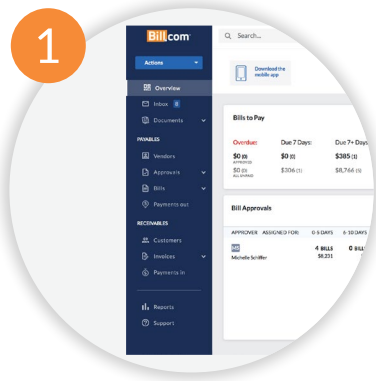 1
Bill.com
Search...
Actions
Download the
mobile app
Overview
Inbox 8
Documents
PAYABLES
Vendors
Approvals
Bills
Payments out
RECEIVABLES
Customers
Invoices
Payments in
Reports
Support
Bills to Pay
Overdue: Due 7 Days: Due 7+ Days
$0 (0) $0 (0) $385 (1)
APPROVED
$0 (0) $306 (1) $8,766 (5)
ALL UNPAID
Bill Approvals
APPROVER ASSIGNED FOR: 0-5 DAYS 6-10 DAYS
MS 4 BILLS 0 BILL
Michelle Schiffer $8,231